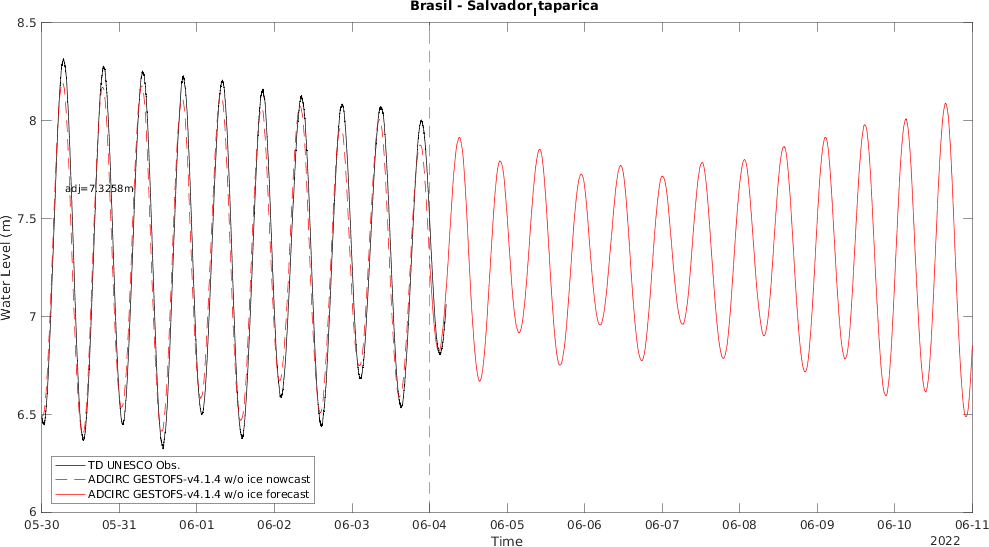 Brasil - Salvador,taparica
8.5
8
7.5
7
6.5
6
Water Level (m)
adj=7.3258m
TD UNESCO Obs.
ADCIRC GESTOFS-v4.1.4 w/o ice nowcast
ADCIRC GESTOFS-v4.1.4 w/o ice forecast
05-30 05-31 06-01 06-02 06-03 06-04 06-05 06-06 06-07 06-08 06-09 06-10 06-11
Time
2022